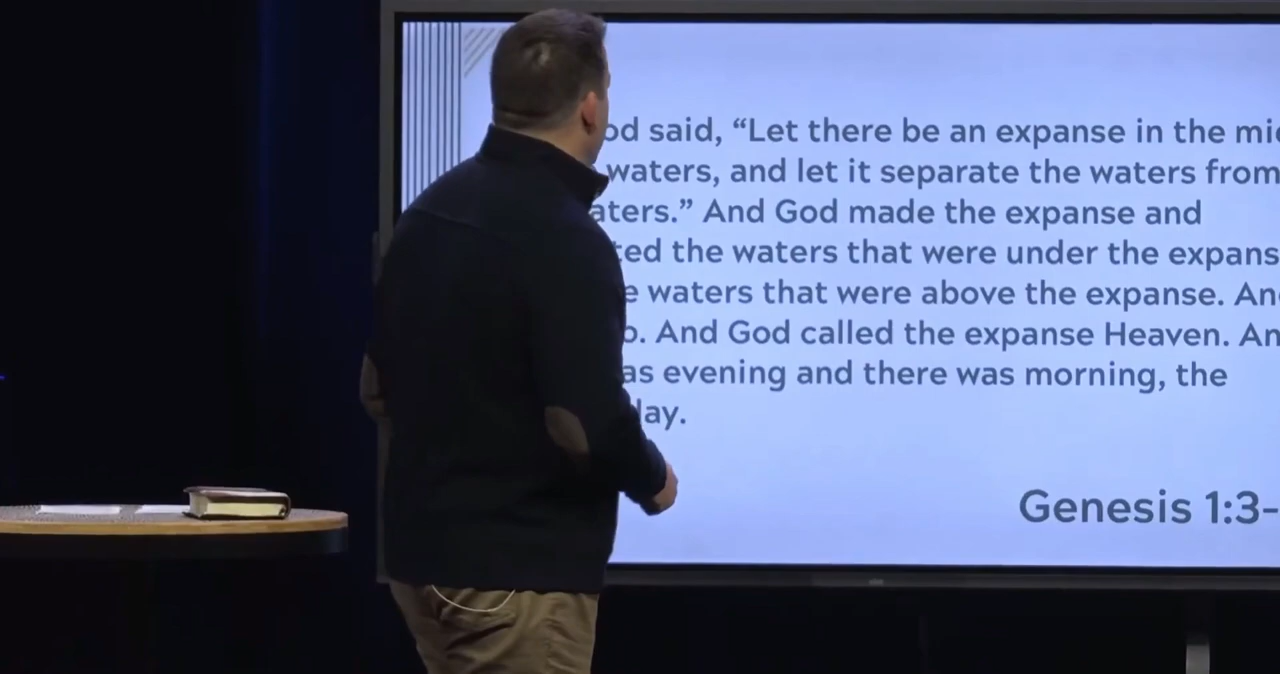 od said, “Let there be an expanse in the mi
waters, and let it separate the waters from
aters.” And God made the expanse and
ted the waters that were under the expans
e waters that were above the expanse. An
o. And God called the expanse Heaven. An
as evening and there was morning, the
day.
Genesis 1:3-